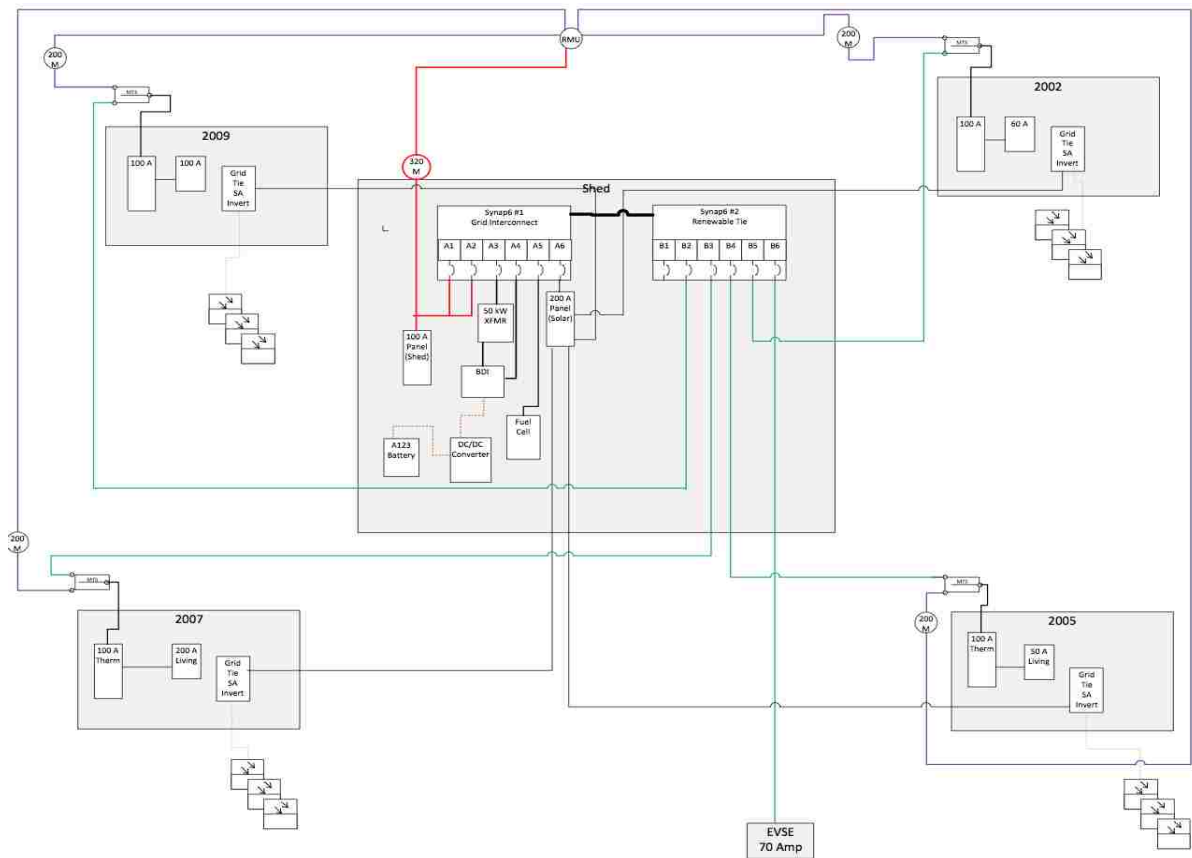 RMU
200
M
200
M
MTS
MTS
2002
100 A
60 A
Grid
Tie
SA
Invert
2009
100 A
100 A
Grid
Tie
SA
Invert
320
M
Shed
Synap6 #1
Grid Interconnect
A1 A2 A3 A4 A5 A6
Synap6 #2
Renewable Tie
B1 B2 B3 B4 B5 B6
50 kW
XFMR
200 A
Panel
(Solar)
100 A
Panel
(Shed)
BDI
Fuel
Cell
A123
Battery
DC/DC
Converter
200
M
MTS
2007
100 A
Therm
200 A
Living
Grid
Tie
SA
Invert
MTS
200
M
2005
100 A
Therm
50 A
Living
Grid
Tie
SA
Invert
EVSE
70 Amp